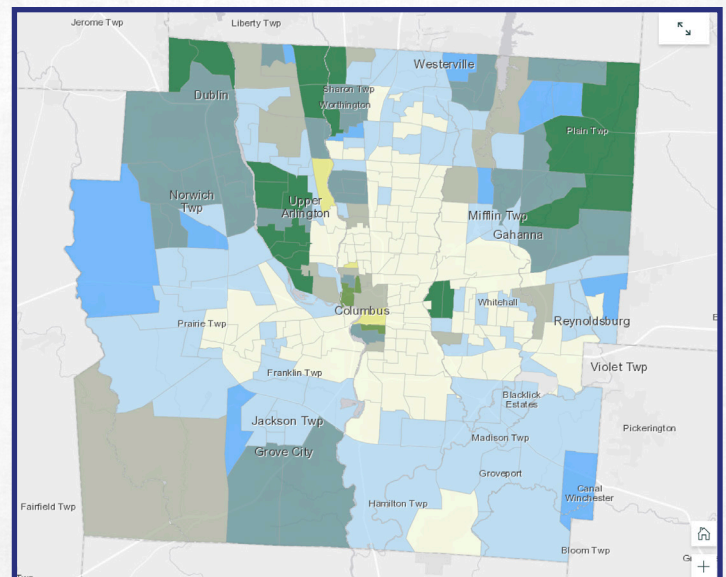 Jerome Twp
Liberty Twp
Westerville
Dublin
Sharon Twp
Worthington
Plain Twp
Norwich
Twp
Upper
Arlington
Mifflin Twp
Gahanna
Columbus
Whitehall
Reynoldsburg
Prairie Twp
Violet Twp
Franklin Twp
Blacklick
Estates
Jackson Twp
Pickerington
Madison Twp
Grove City
Groveport
Canal
Winchester
Fairfield Twp
Hamilton Twp
Bloom Twp